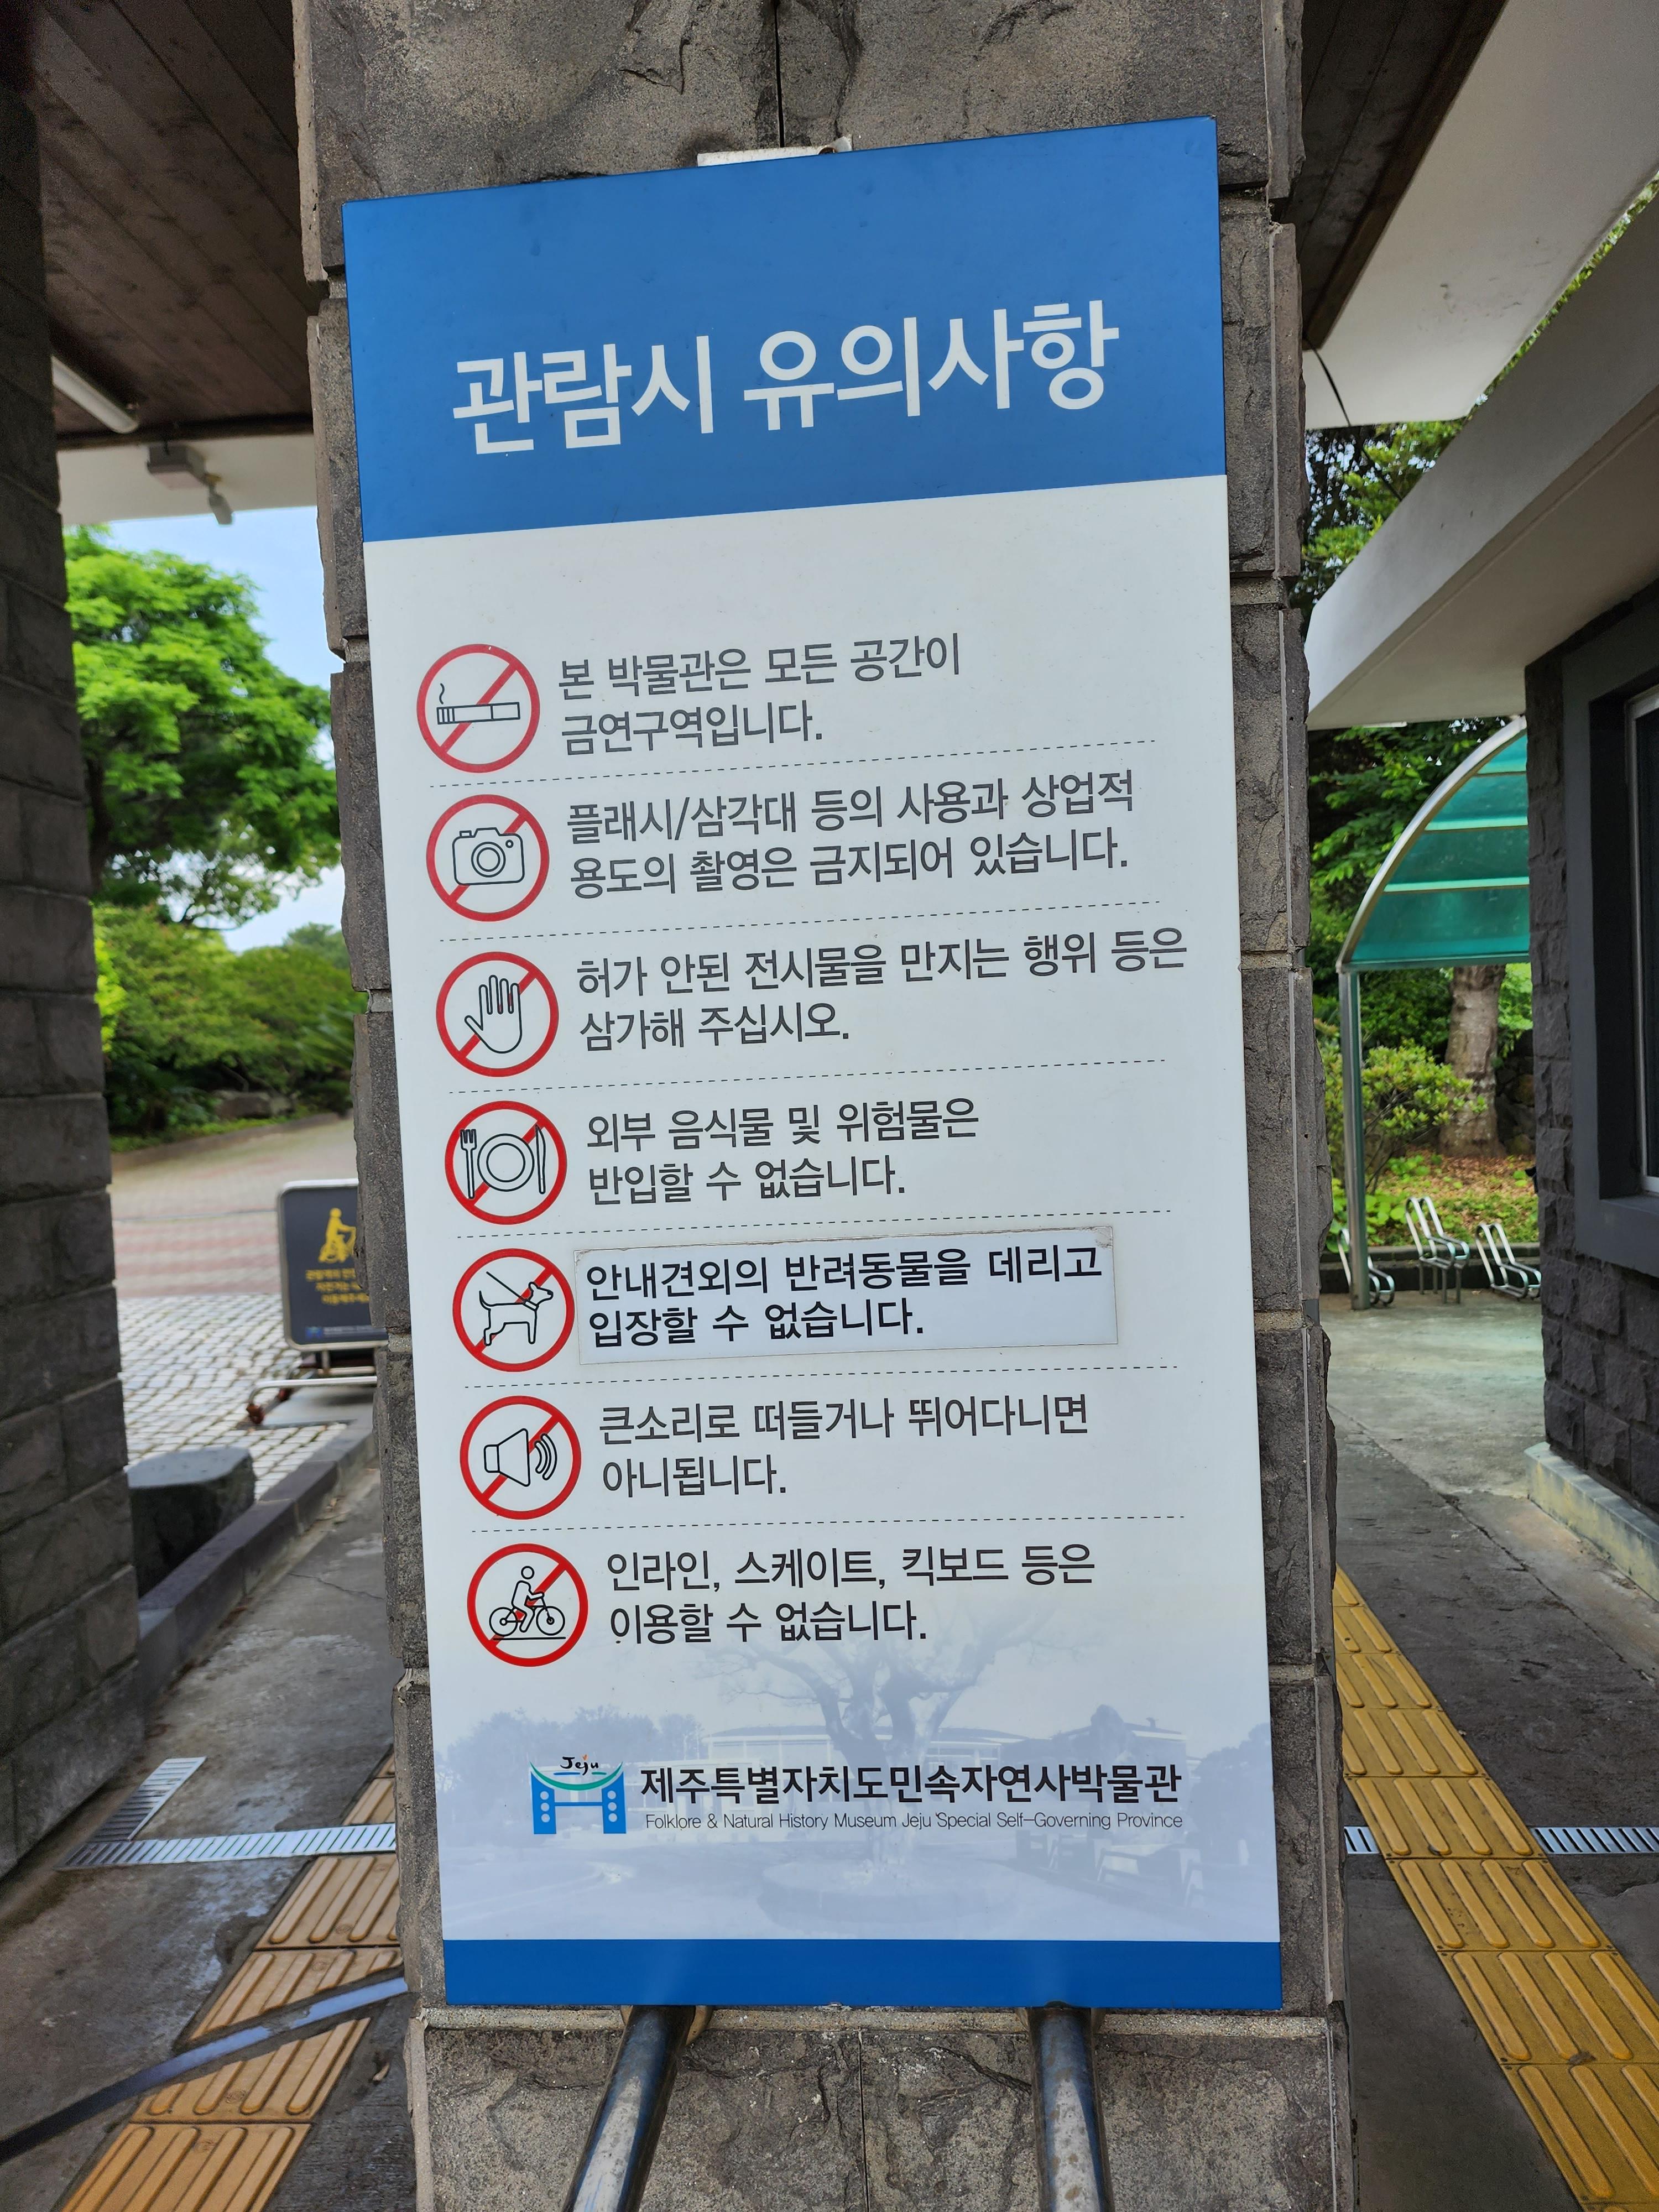 관람시 유의사항
본 박물관은 모든 공간이
금연구역입니다.
플래시/삼각대 등의 사용과 상업적
용도의 촬영은 금지되어 있습니다.
허가 안된 전시물을 만지는 행위 등은
삼가해 주십시오.
외부 음식물 및 위험물은
반입할 수 없습니다.
안내견외의 반려동물을 데리고
입장할 수 없습니다.
큰소리로 떠들거나 뛰어다니면
아니됩니다.
인라인, 스케이트, 킥보드 등은
이용할 수 없습니다.
Jeju
제주특별자치도민속자연사박물관
Folklore & Natural History Museum Jeju Special Self-Governing Province